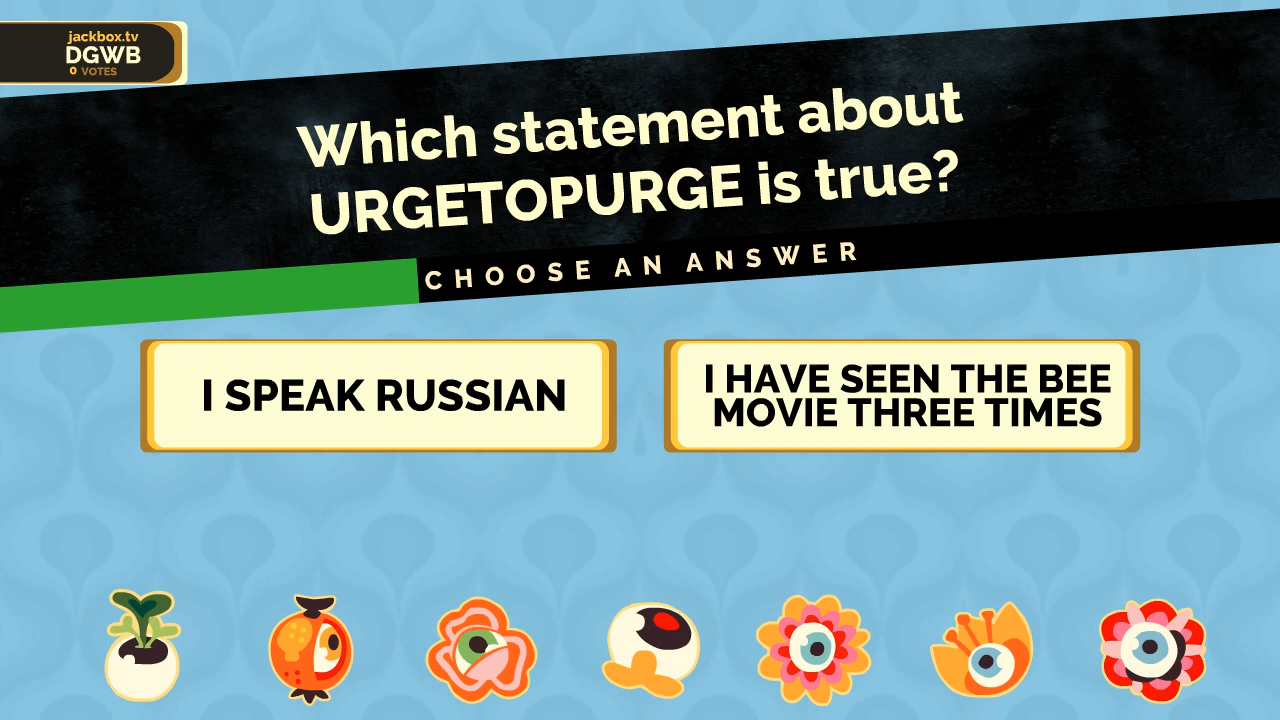 jackbox.tv
DGWB
0 VOTES
Which statement about
URGETOPURGE is true?
CHOOSE AN ANSWER
I SPEAK RUSSIAN
I HAVE SEEN THE BEE
MOVIE THREE TIMES